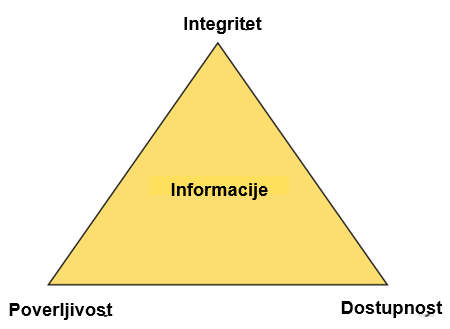 Integritet
Informacije
Poverljivost
Dostupnost